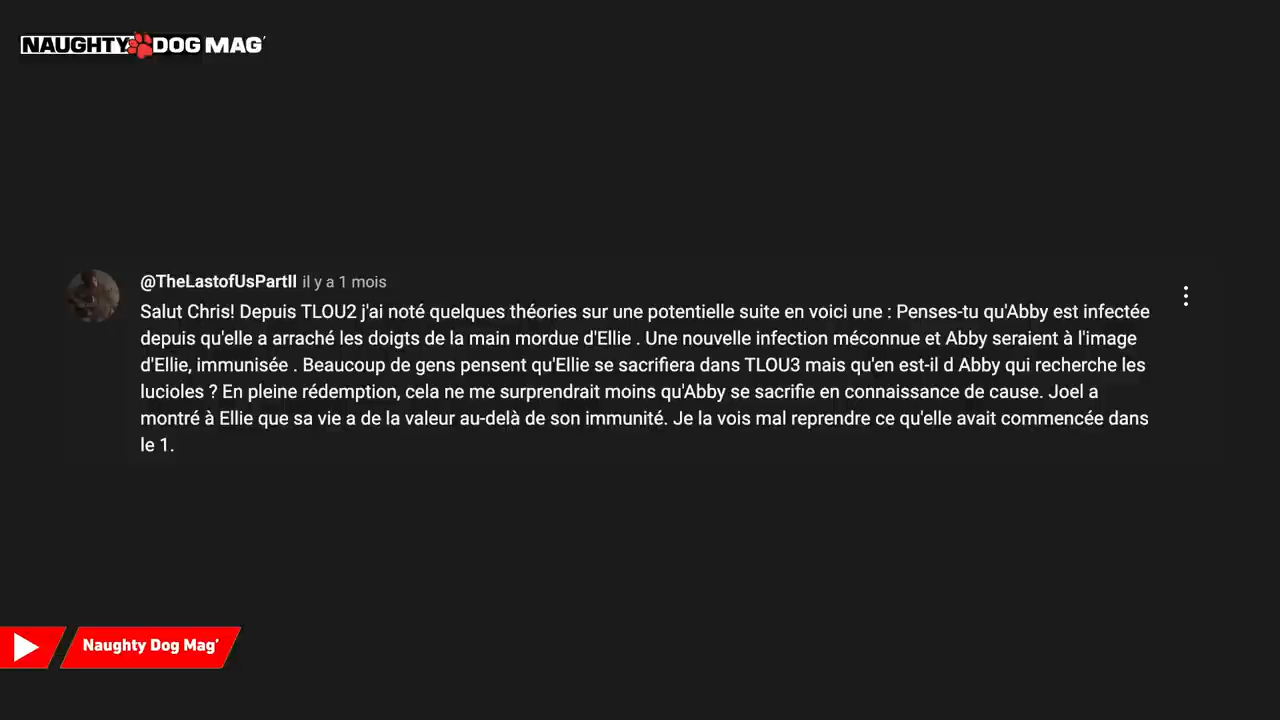 NAUGHTY DOG MAG'
@TheLastofUsPartII il y a 1 mois
Salut Chris! Depuis TLOU2 j'ai noté quelques théories sur une potentielle suite en voici une : Penses-tu qu'Abby est infectée
depuis qu'elle a arraché les doigts de la main mordue d'Ellie . Une nouvelle infection méconnue et Abby seraient à l'image
d'Ellie, immunisée . Beaucoup de gens pensent qu'Ellie se sacrifiera dans TLOU3 mais qu'en est-il d Abby qui recherche les
lucioles ? En pleine rédemption, cela ne me surprendrait moins qu'Abby se sacrifie en connaissance de cause. Joel a
montré à Ellie que sa vie a de la valeur au-delà de son immunité. Je la vois mal reprendre ce qu'elle avait commencée dans
le 1.
Naughty Dog Mag'